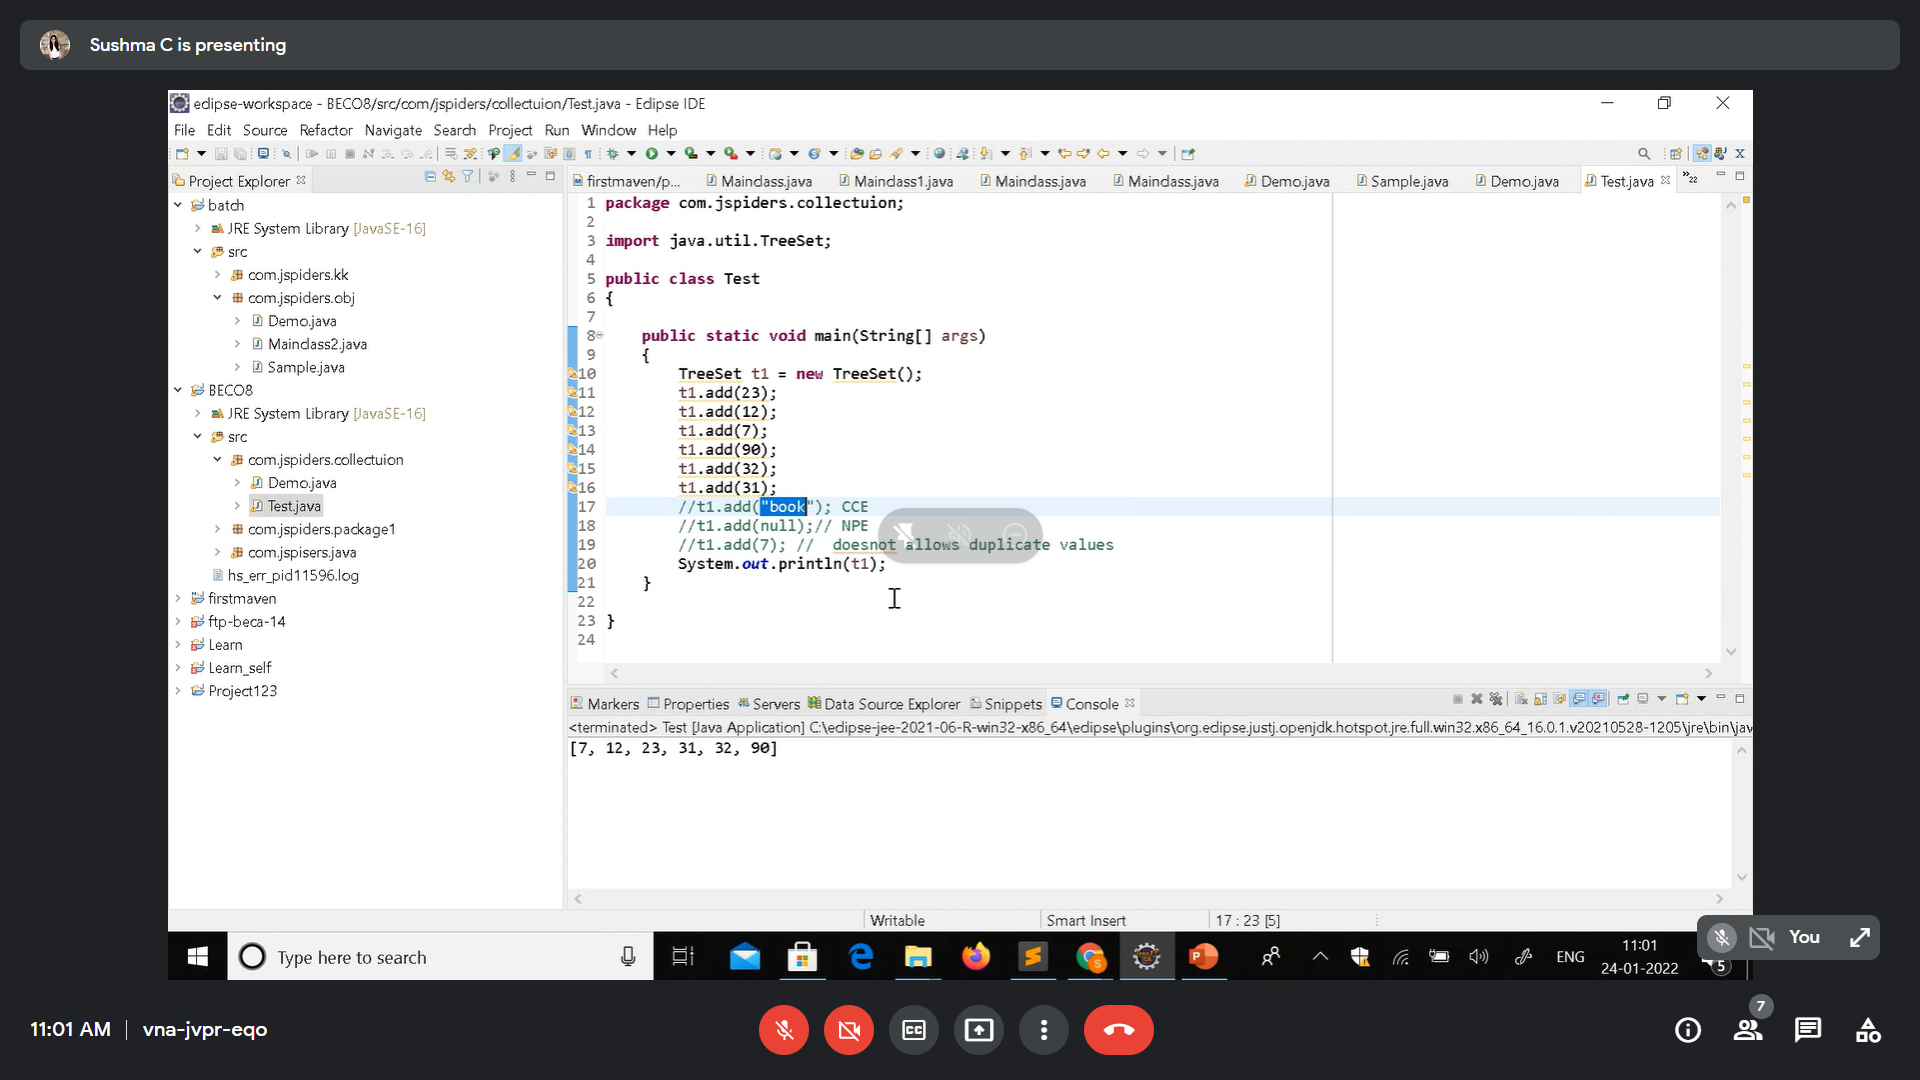 Sushma C is presenting
eclipse-workspace - BECO8/src/com/jspiders/collectuion/Test.java - Eclipse IDE
File Edit Source Refactor Navigate Search Project Run Window Help
Project Explorer
firstmaven/p... Mainclass.java Mainclass1.java Mainclass.java Mainclass.java Demo.java Sample.java Demo.java Test.java »22
batch
JRE System Library [JavaSE-16]
src
com.jspiders.kk
com.jspiders.obj
Demo.java
Mainclass2.java
Sample.java
BECO8
JRE System Library [JavaSE-16]
src
com.jspiders.collectuion
Demo.java
Test.java
com.jspiders.package1
com.jspisers.java
hs_err_pid11596.log
firstmaven
ftp-beca-14
Learn
Learn_self
Project123
1 package com.jspiders.collectuion;
2
3 import java.util.TreeSet;
4
5 public class Test
6 {
7
8 public static void main(String[] args)
9 {
10 TreeSet t1 = new TreeSet();
11 t1.add(23);
12 t1.add(12);
13 t1.add(7);
14 t1.add(90);
15 t1.add(32);
16 t1.add(31);
17 //t1.add("book"); CCE
18 //t1.add(null);// NPE
19 //t1.add(7); // doesnot allows duplicate values
20 System.out.println(t1);
21 }
22
23 }
24
Markers Properties Servers Data Source Explorer Snippets Console
<terminated> Test [Java Application] C:\eclipse-jee-2021-06-R-win32-x86_64\eclipse\plugins\org.eclipse.justj.openjdk.hotspot.jre.full.win32.x86_64_16.0.1.v20210528-1205\jre\bin\jav
[7, 12, 23, 31, 32, 90]
Writable Smart Insert 17 : 23 [5]
Type here to search
ENG
11:01
24-01-2022
5
You
11:01 AM | vna-jvpr-eqo
7